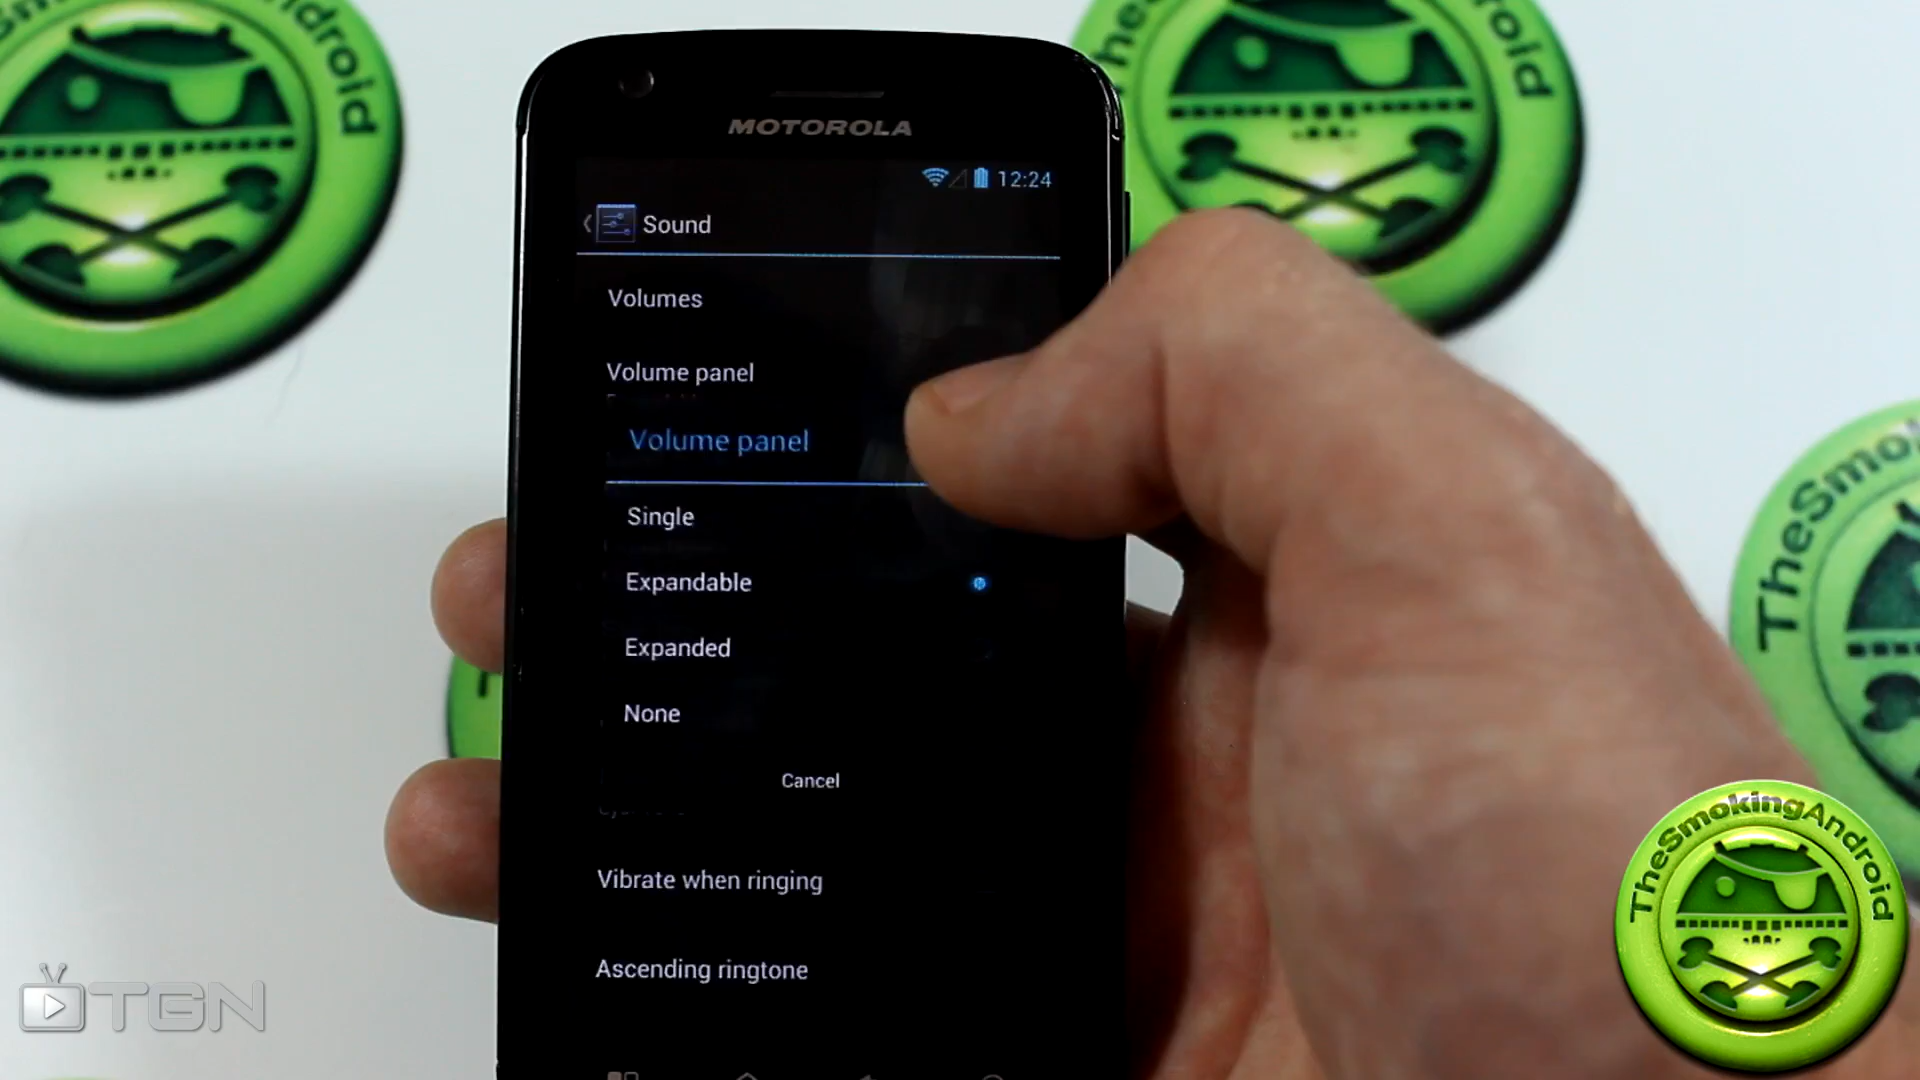 MOTOROLA
12:24
Sound
Volumes
Volume panel
Volume panel
Single
Expandable
Expanded
None
Cancel
Vibrate when ringing
Ascending ringtone
TheSmokingAndroid
TGN